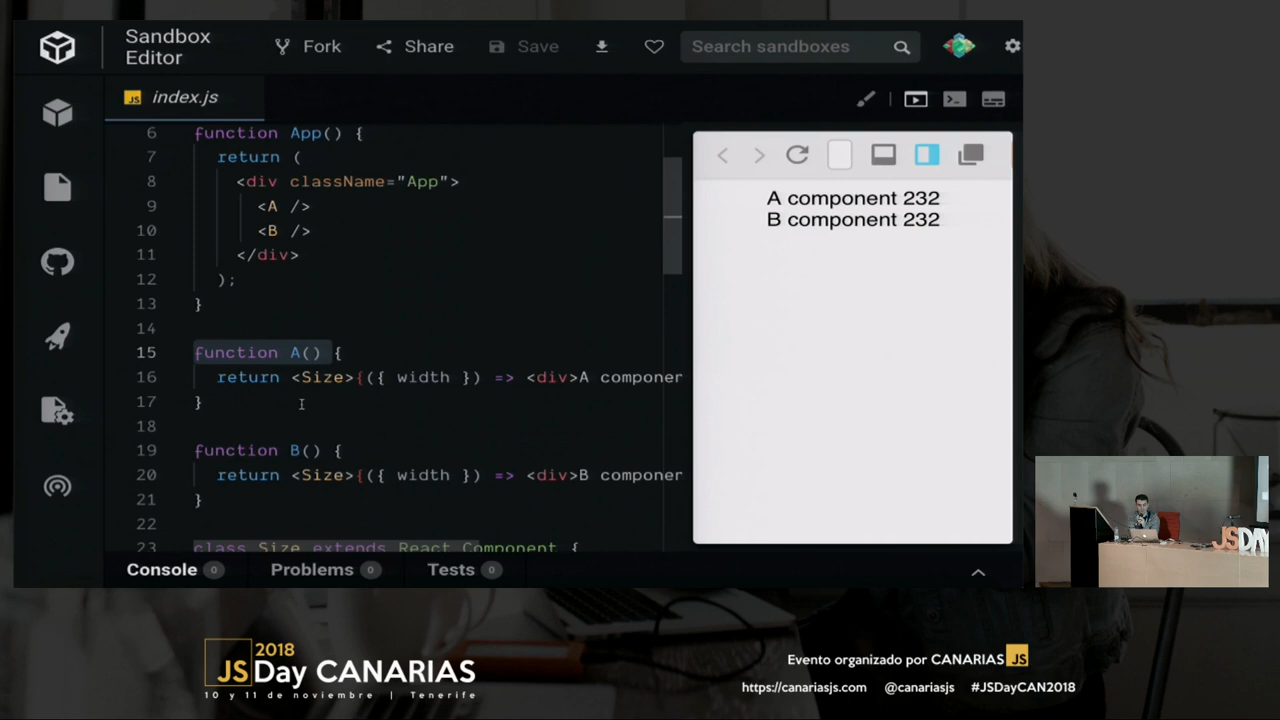 Sandbox
Editor
Fork
Share
Save
Search sandboxes
JS index.js
6 function App() {
7 return (
8 <div className="App">
9 <A />
10 <B />
11 </div>
12 );
13 }
14
15 function A() {
16 return <Size>{({ width }) => <div>A componen
17 }
18
19 function B() {
20 return <Size>{({ width }) => <div>B componen
21 }
22
23 class Size extends React Component {
Console 0
Problems 0
Tests 0
A component 232
B component 232
JSDAY
2018
JSDay CANARIAS
10 y 11 de noviembre | Tenerife
Evento organizado por CANARIAS JS
https://canariasjs.com @canariasjs #JSDayCAN2018